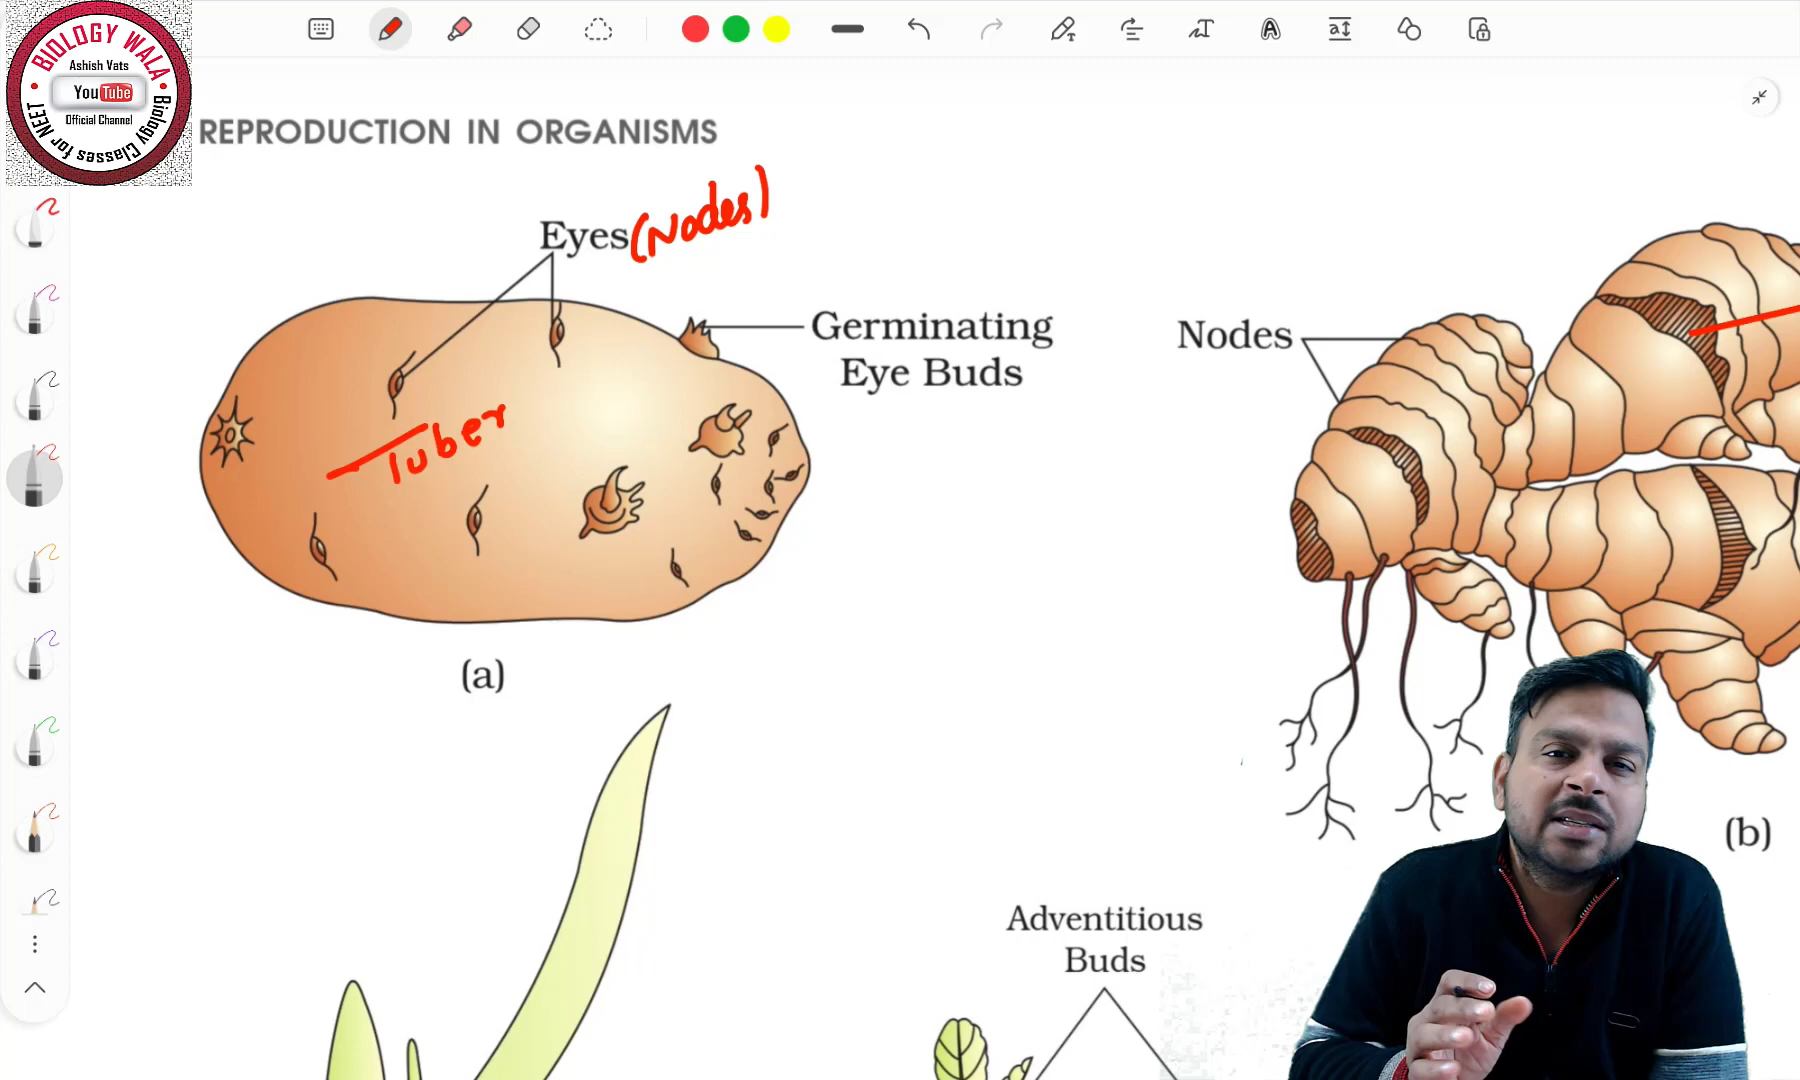 BIOLOGY WALA
Ashish Vats
YouTube
Official Channel
Biology Classes for NEET
REPRODUCTION IN ORGANISMS
Eyes (Nodes)
Germinating
Eye Buds
Nodes
Tuber
(a)
(b)
Adventitious
Buds